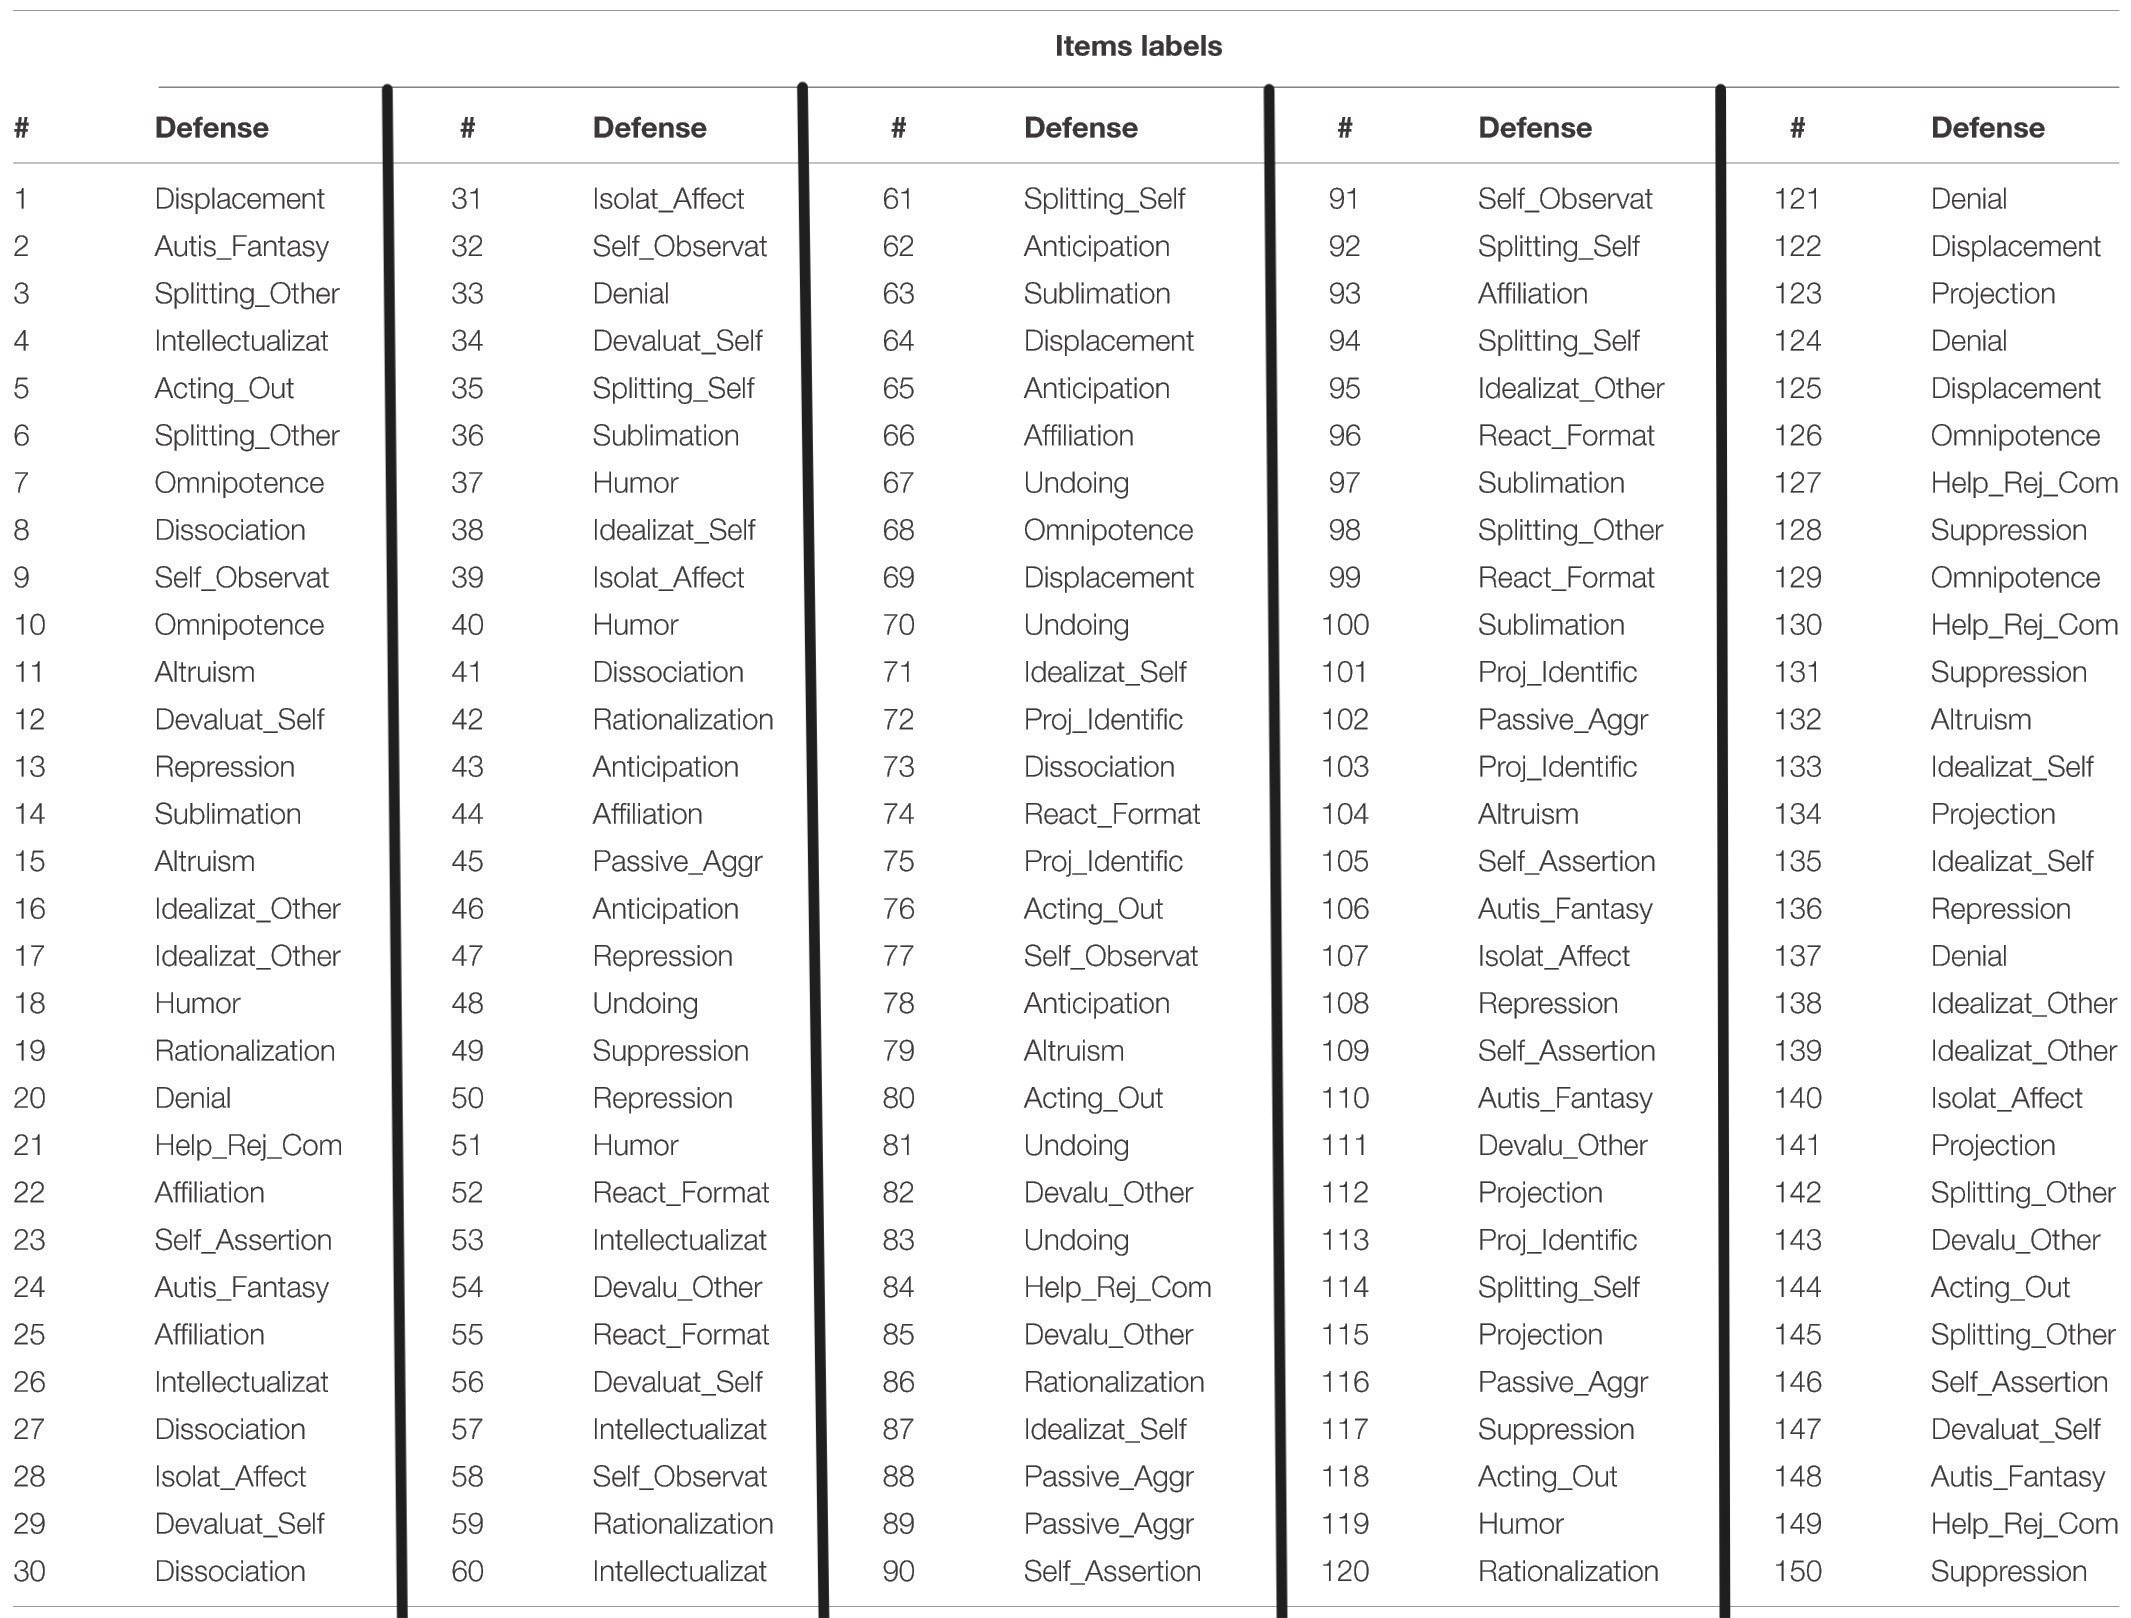 Items labels
# Defense # Defense # Defense # Defense # Defense
1 Displacement 31 Isolat_Affect 61 Splitting_Self 91 Self_Observat 121 Denial
2 Autis_Fantasy 32 Self_Observat 62 Anticipation 92 Splitting_Self 122 Displacement
3 Splitting_Other 33 Denial 63 Sublimation 93 Affiliation 123 Projection
4 Intellectualizat 34 Devaluat_Self 64 Displacement 94 Splitting_Self 124 Denial
5 Acting_Out 35 Splitting_Self 65 Anticipation 95 Idealizat_Other 125 Displacement
6 Splitting_Other 36 Sublimation 66 Affiliation 96 React_Format 126 Omnipotence
7 Omnipotence 37 Humor 67 Undoing 97 Sublimation 127 Help_Rej_Com
8 Dissociation 38 Idealizat_Self 68 Omnipotence 98 Splitting_Other 128 Suppression
9 Self_Observat 39 Isolat_Affect 69 Displacement 99 React_Format 129 Omnipotence
10 Omnipotence 40 Humor 70 Undoing 100 Sublimation 130 Help_Rej_Com
11 Altruism 41 Dissociation 71 Idealizat_Self 101 Proj_Identific 131 Suppression
12 Devaluat_Self 42 Rationalization 72 Proj_Identific 102 Passive_Aggr 132 Altruism
13 Repression 43 Anticipation 73 Dissociation 103 Proj_Identific 133 Idealizat_Self
14 Sublimation 44 Affiliation 74 React_Format 104 Altruism 134 Projection
15 Altruism 45 Passive_Aggr 75 Proj_Identific 105 Self_Assertion 135 Idealizat_Self
16 Idealizat_Other 46 Anticipation 76 Acting_Out 106 Autis_Fantasy 136 Repression
17 Idealizat_Other 47 Repression 77 Self_Observat 107 Isolat_Affect 137 Denial
18 Humor 48 Undoing 78 Anticipation 108 Repression 138 Idealizat_Other
19 Rationalization 49 Suppression 79 Altruism 109 Self_Assertion 139 Idealizat_Other
20 Denial 50 Repression 80 Acting_Out 110 Autis_Fantasy 140 Isolat_Affect
21 Help_Rej_Com 51 Humor 81 Undoing 111 Devalu_Other 141 Projection
22 Affiliation 52 React_Format 82 Devalu_Other 112 Projection 142 Splitting_Other
23 Self_Assertion 53 Intellectualizat 83 Undoing 113 Proj_Identific 143 Devalu_Other
24 Autis_Fantasy 54 Devalu_Other 84 Help_Rej_Com 114 Splitting_Self 144 Acting_Out
25 Affiliation 55 React_Format 85 Devalu_Other 115 Projection 145 Splitting_Other
26 Intellectualizat 56 Devaluat_Self 86 Rationalization 116 Passive_Aggr 146 Self_Assertion
27 Dissociation 57 Intellectualizat 87 Idealizat_Self 117 Suppression 147 Devaluat_Self
28 Isolat_Affect 58 Self_Observat 88 Passive_Aggr 118 Acting_Out 148 Autis_Fantasy
29 Devaluat_Self 59 Rationalization 89 Passive_Aggr 119 Humor 149 Help_Rej_Com
30 Dissociation 60 Intellectualizat 90 Self_Assertion 120 Rationalization 150 Suppression